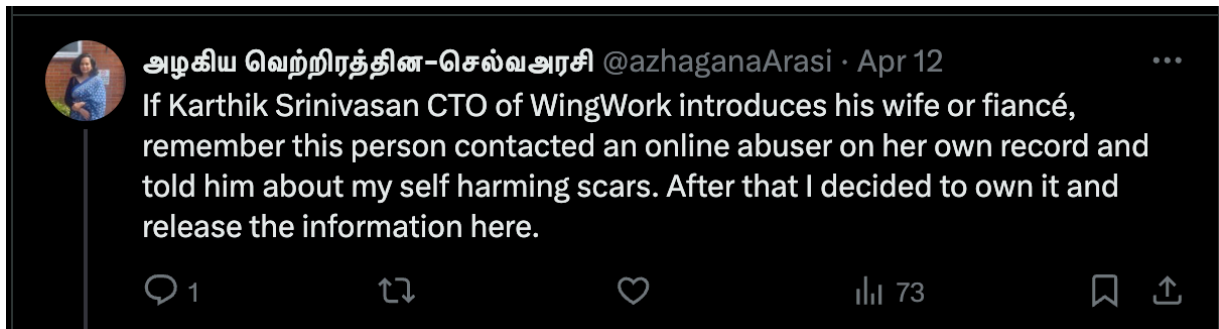 அழகிய வெற்றிரத்தின-செல்வஅரசி @azhaganaArasi · Apr 12
If Karthik Srinivasan CTO of WingWork introduces his wife or fiancé,
remember this person contacted an online abuser on her own record and
told him about my self harming scars. After that I decided to own it and
release the information here.
1
73